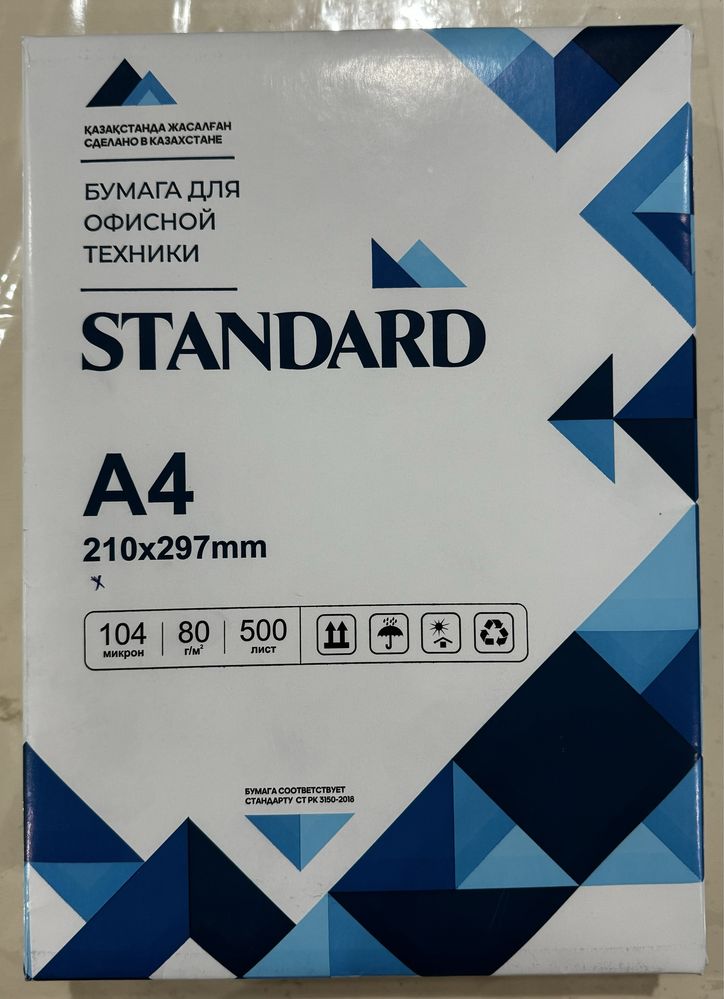 ҚАЗАҚСТАНДА ЖАСАЛҒАН
СДЕЛАНО В КАЗАХСТАНЕ
БУМАГА ДЛЯ
ОФИСНОЙ
ТЕХНИКИ
STANDARD
A4
210x297mm
104 микрон
80 г/м²
500 лист
БУМАГА СООТВЕТСТВУЕТ
СТАНДАРТУ СТ РК 3150-2018